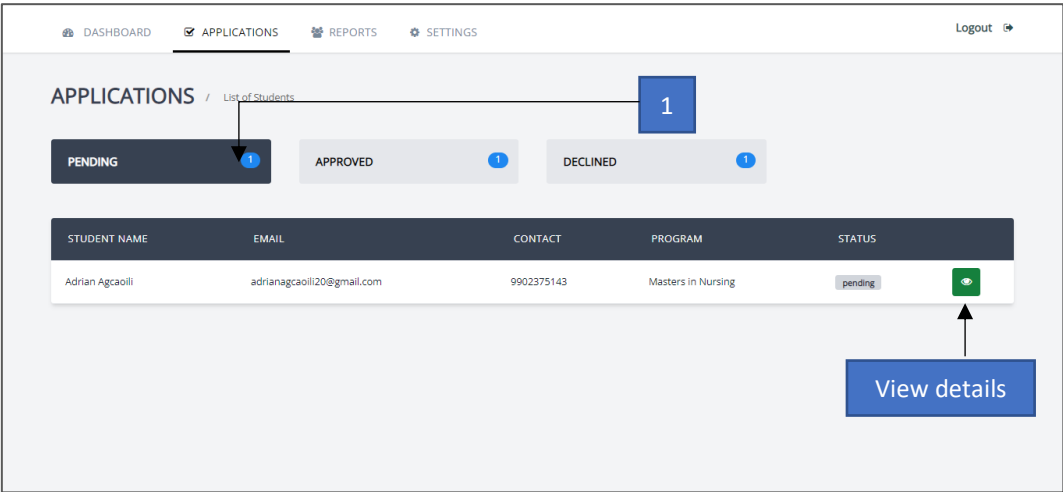 DASHBOARD APPLICATIONS REPORTS SETTINGS Logout
APPLICATIONS / List of Students
1
PENDING 1 APPROVED 1 DECLINED 1
STUDENT NAME EMAIL CONTACT PROGRAM STATUS
Adrian Agcaoili adrianagcaoili20@gmail.com 9902375143 Masters in Nursing pending
View details